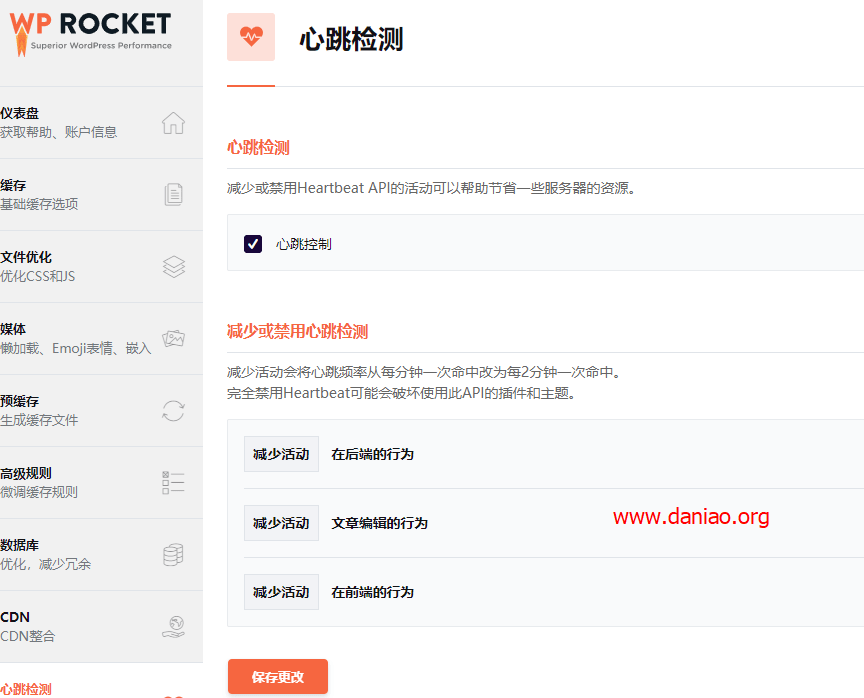 WP ROCKET
Superior WordPress Performance
仪表盘
获取帮助、账户信息
缓存
基础缓存选项
文件优化
优化CSS和JS
媒体
懒加载、Emoji表情、嵌入
预缓存
生成缓存文件
高级规则
微调缓存规则
数据库
优化，减少冗余
CDN
CDN整合
心跳检测
心跳检测
心跳检测
减少或禁用Heartbeat API的活动可以帮助节省一些服务器的资源。
心跳控制
减少或禁用心跳检测
减少活动会将心跳频率从每分钟一次命中改为每2分钟一次命中。
完全禁用Heartbeat可能会破坏使用此API的插件和主题。
减少活动 在后端的行为
减少活动 文章编辑的行为
www.daniao.org
减少活动 在前端的行为
保存更改